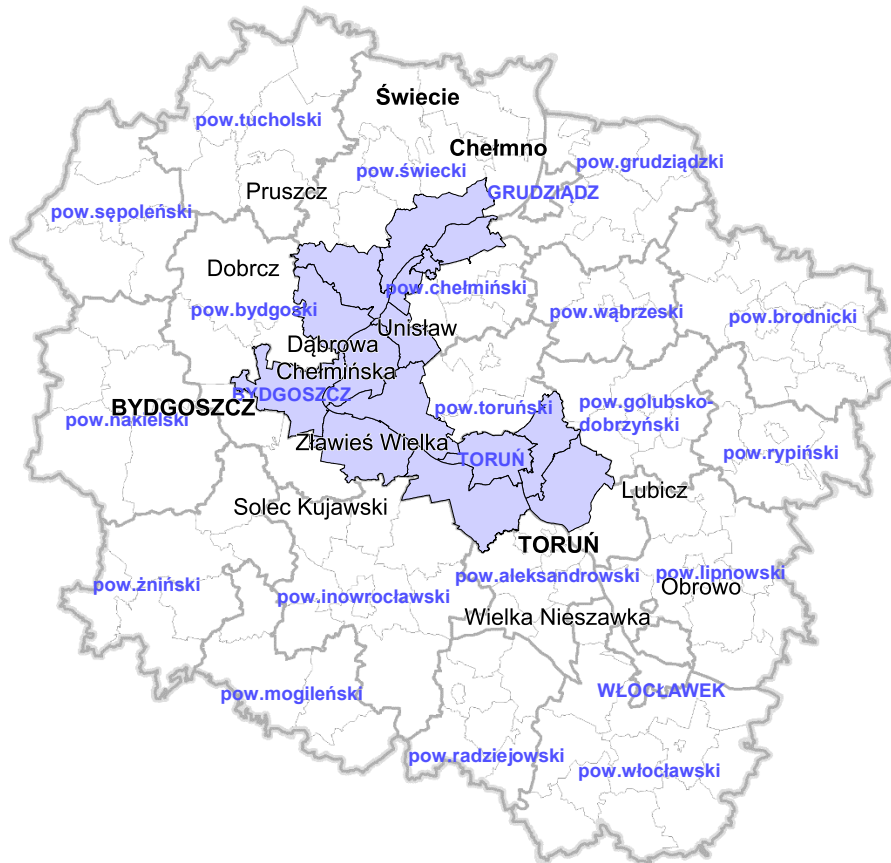 Świecie
pow.tucholski
Chełmno
pow.grudziądzki
pow.świecki
Pruszcz
GRUDZIĄDZ
pow.sępoleński
Dobrcz
pow.chełmiński
pow.bydgoski
pow.wąbrzeski
pow.brodnicki
Unisław
Dąbrowa
Chełmińska
BYDGOSZCZ
BYDGOSZCZ
pow.nakielski
pow.toruński
pow.golubsko-
dobrzyński
Zławieś Wielka
TORUŃ
pow.rypiński
Lubicz
Solec Kujawski
TORUŃ
pow.aleksandrowski
pow.lipnowski
pow.żniński
Obrowo
pow.inowrocławski
Wielka Nieszawka
pow.mogileński
WŁOCŁAWEK
pow.radziejowski
pow.włocławski